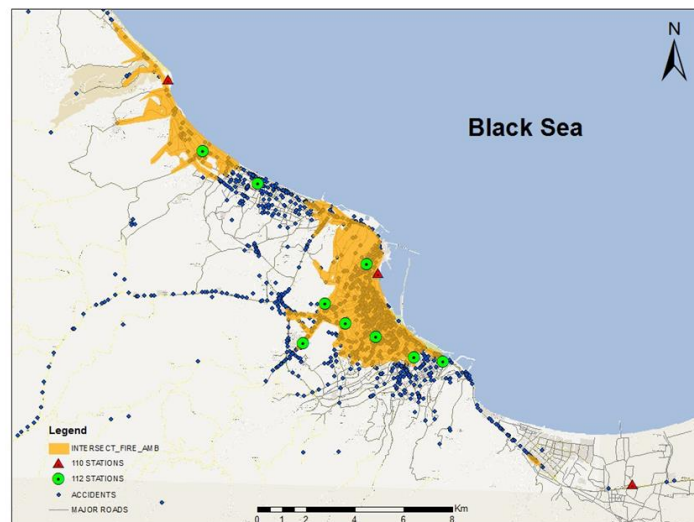 N
Black Sea
Legend
INTERSECT_FIRE_AMB
110 STATIONS
112 STATIONS
ACCIDENTS
MAJOR ROADS
Km
0 1 2 4 6 8